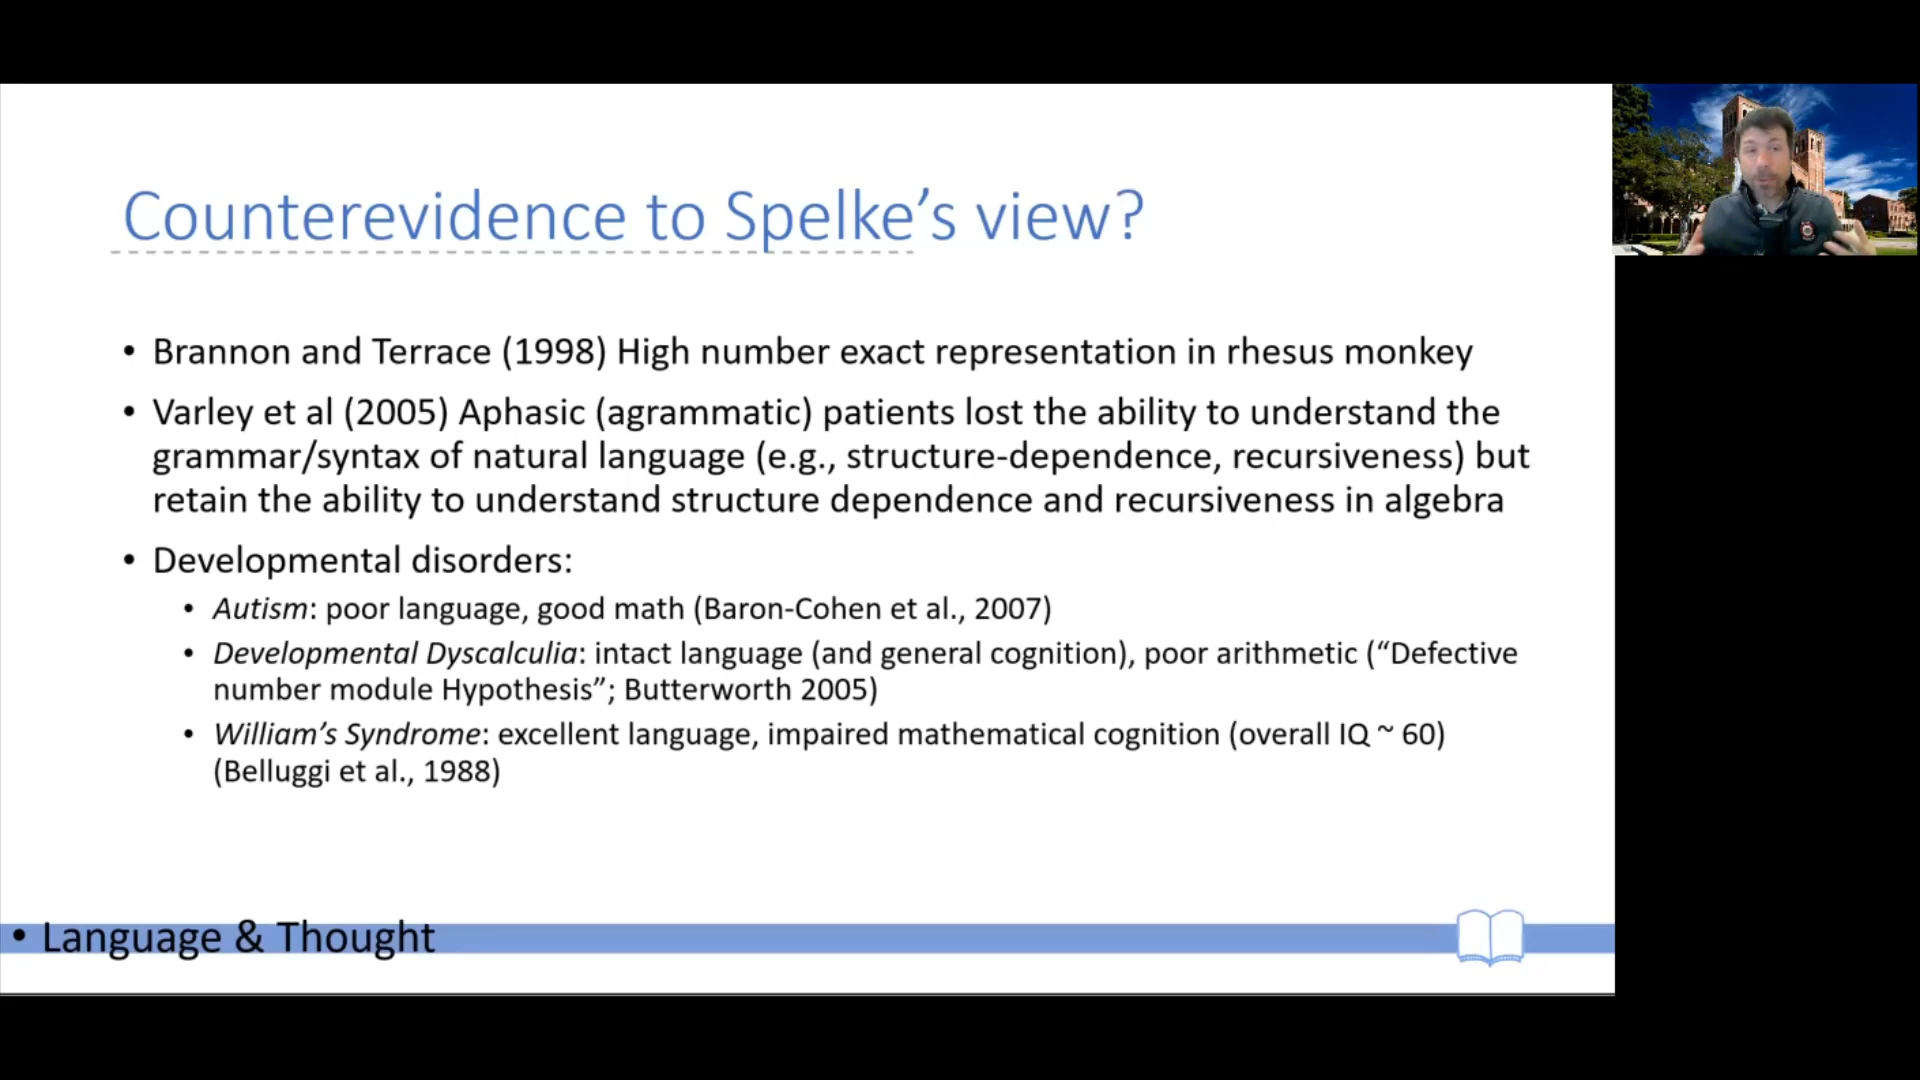 Counterevidence to Spelke's view?
• Brannon and Terrace (1998) High number exact representation in rhesus monkey
• Varley et al (2005) Aphasic (agrammatic) patients lost the ability to understand the
grammar/syntax of natural language (e.g., structure-dependence, recursiveness) but
retain the ability to understand structure dependence and recursiveness in algebra
• Developmental disorders:
• Autism: poor language, good math (Baron-Cohen et al., 2007)
• Developmental Dyscalculia: intact language (and general cognition), poor arithmetic (“Defective
number module Hypothesis”; Butterworth 2005)
• William’s Syndrome: excellent language, impaired mathematical cognition (overall IQ ~ 60)
(Belluggi et al., 1988)
• Language & Thought